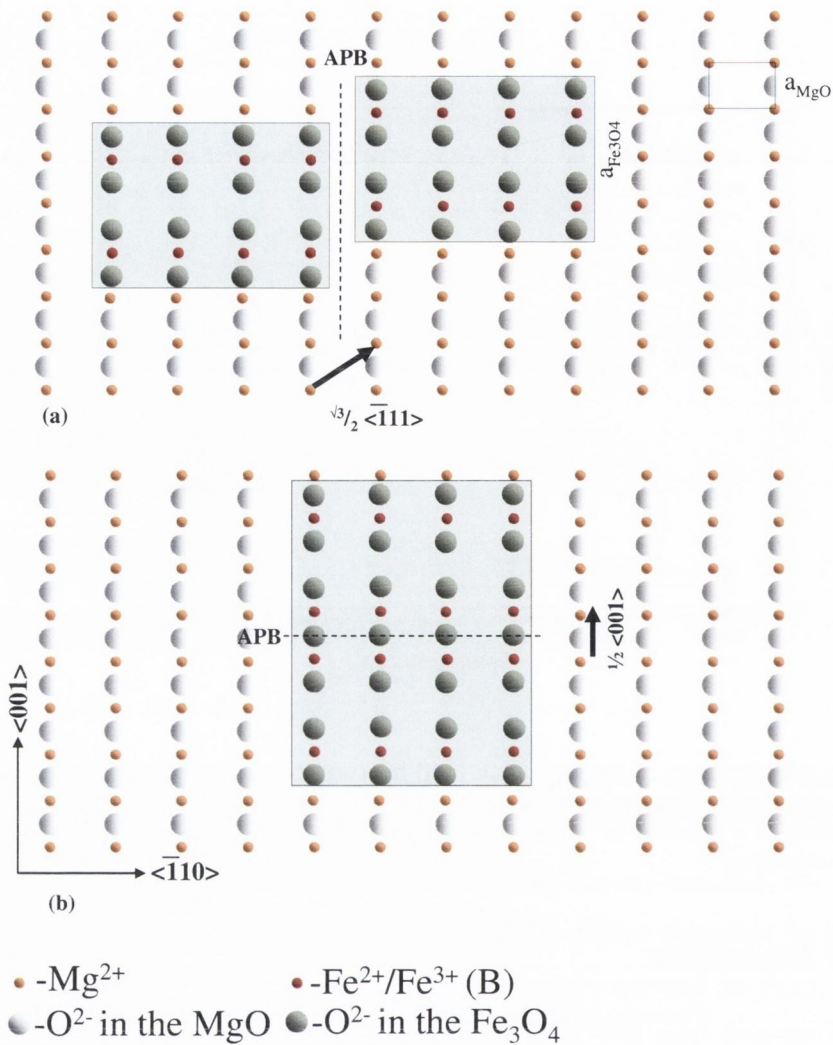 APB
a_MgO
a_Fe3O4
√3/2 <1̅11>
(a)
APB
½ <001>
<001>
<1̅10>
(b)
-Mg²⁺
-Fe²⁺/Fe³⁺ (B)
-O²⁻ in the MgO
-O²⁻ in the Fe₃O₄